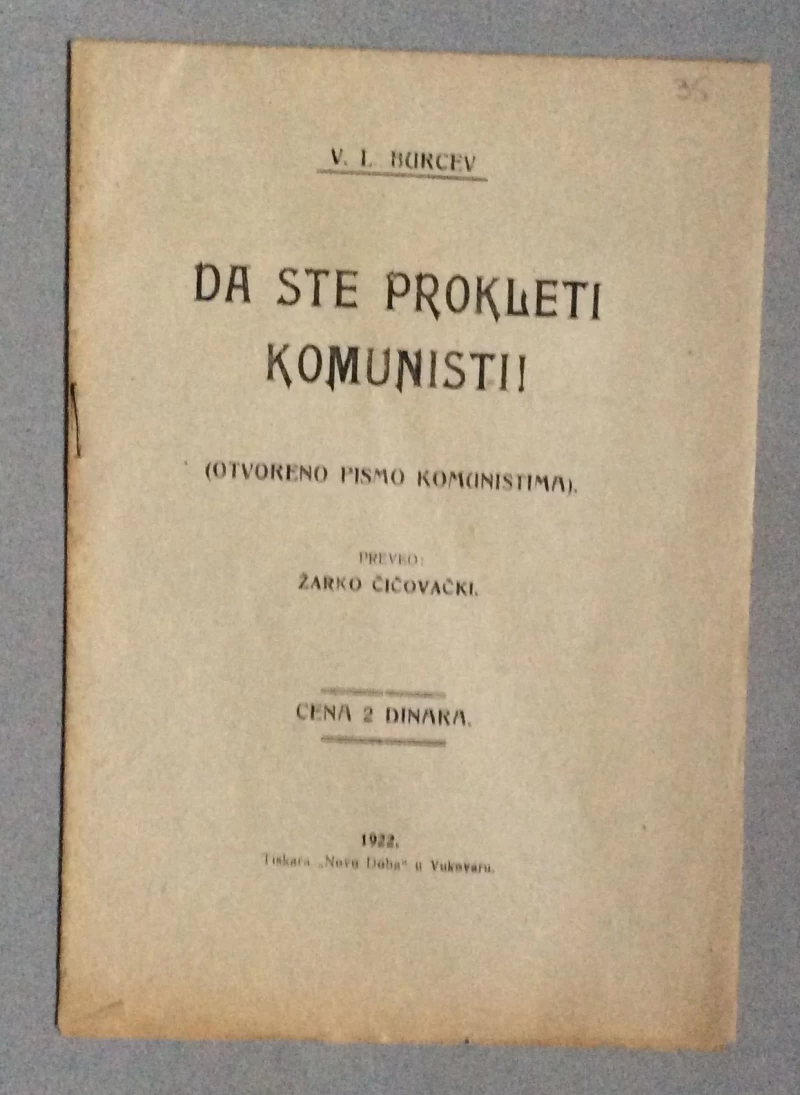 35
V. L. BURCEV
DA STE PROKLETI
KOMUNISTI!
(OTVORENO PISMO KOMUNISTIMA).
PREVEO:
ŽARKO ČIČOVAČKI.
CENA 2 DINARA.
1922.
Tiskara „Novo Doba“ u Vukovaru.